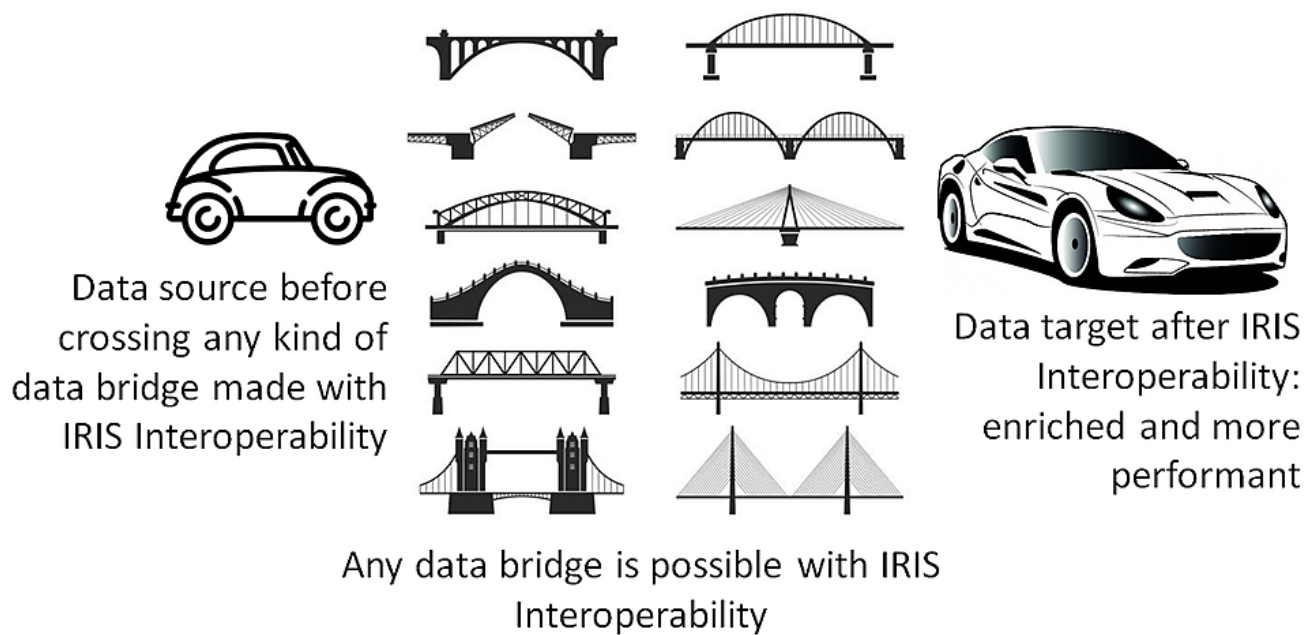 Data source before
crossing any kind of
data bridge made with
IRIS Interoperability
Data target after IRIS
Interoperability:
enriched and more
performant
Any data bridge is possible with IRIS
Interoperability